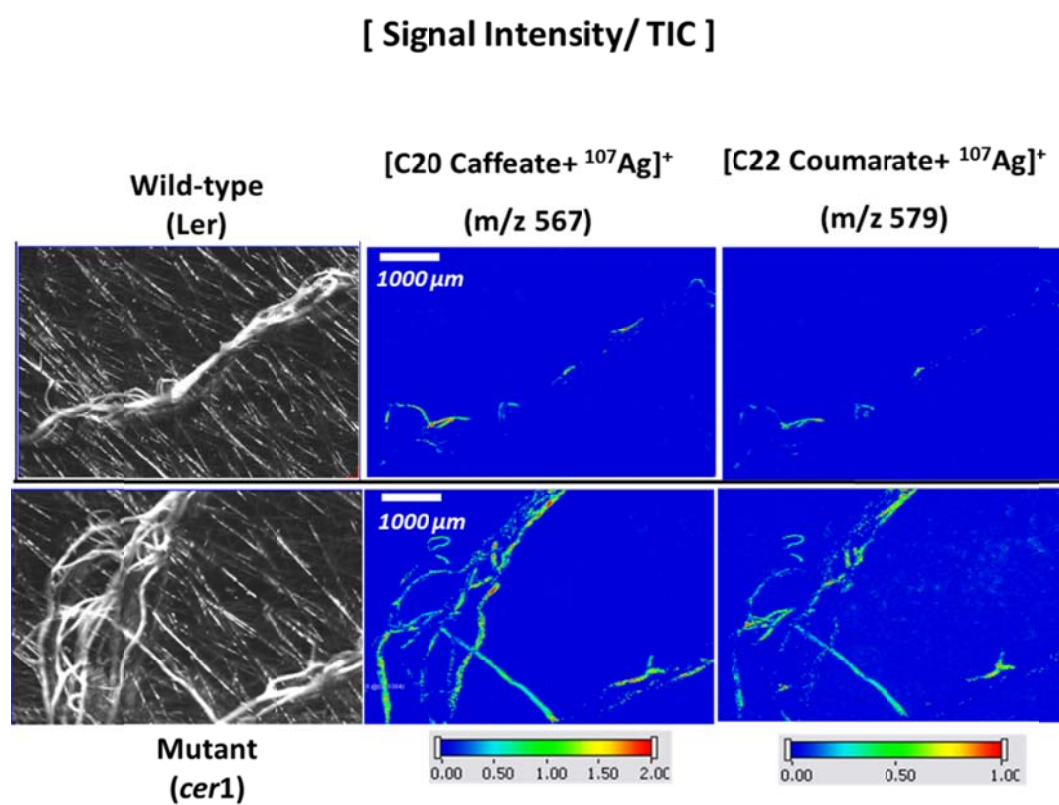 [ Signal Intensity/ TIC ]
Wild-type
(Ler)
[C20 Caffeate+ ¹⁰⁷Ag]⁺
(m/z 567)
[C22 Coumarate+ ¹⁰⁷Ag]⁺
(m/z 579)
1000 μm
1000 μm
Mutant
(cer1)
0.00 0.50 1.00 1.50 2.00
0.00 0.50 1.00